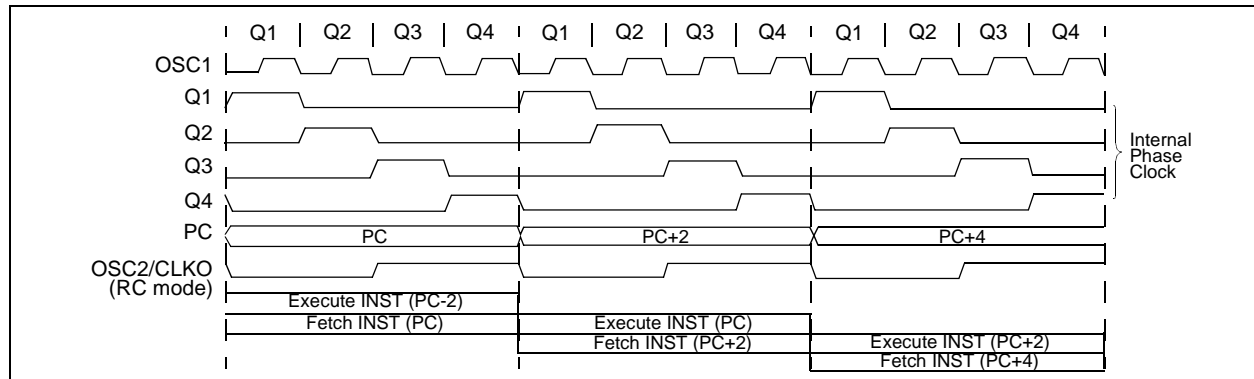 Q1 Q2 Q3 Q4 Q1 Q2 Q3 Q4 Q1 Q2 Q3 Q4
OSC1
Q1
Q2
Q3
Q4
Internal
Phase
Clock
PC
PC
PC+2
PC+4
OSC2/CLKO
(RC mode)
Execute INST (PC-2)
Fetch INST (PC)
Execute INST (PC)
Fetch INST (PC+2)
Execute INST (PC+2)
Fetch INST (PC+4)